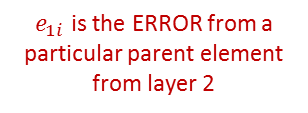 e₁ᵢ is the ERROR from a
particular parent element
from layer 2